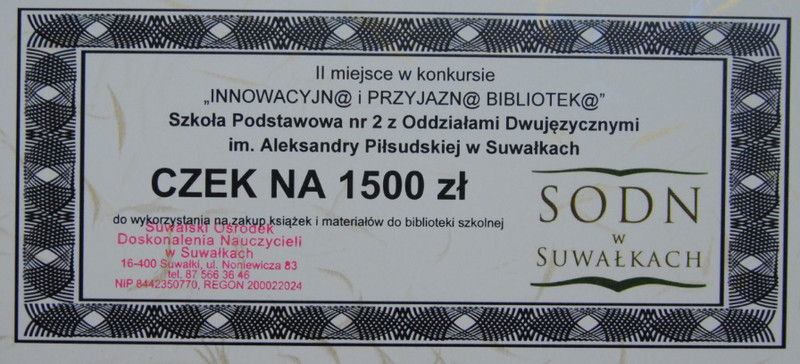 II miejsce w konkursie
„INNOWACYJN@ i PRZYJAZN@ BIBLIOTEK@”
Szkoła Podstawowa nr 2 z Oddziałami Dwujęzycznymi
im. Aleksandry Piłsudskiej w Suwałkach
CZEK NA 1500 zł
do wykorzystania na zakup książek i materiałów do biblioteki szkolnej
Suwalski Ośrodek
Doskonalenia Nauczycieli
w Suwałkach
16-400 Suwałki, ul. Noniewicza 83
tel. 87 566 36 46
NIP 8442350770, REGON 200022024
SODN
w
SUWAŁKACH